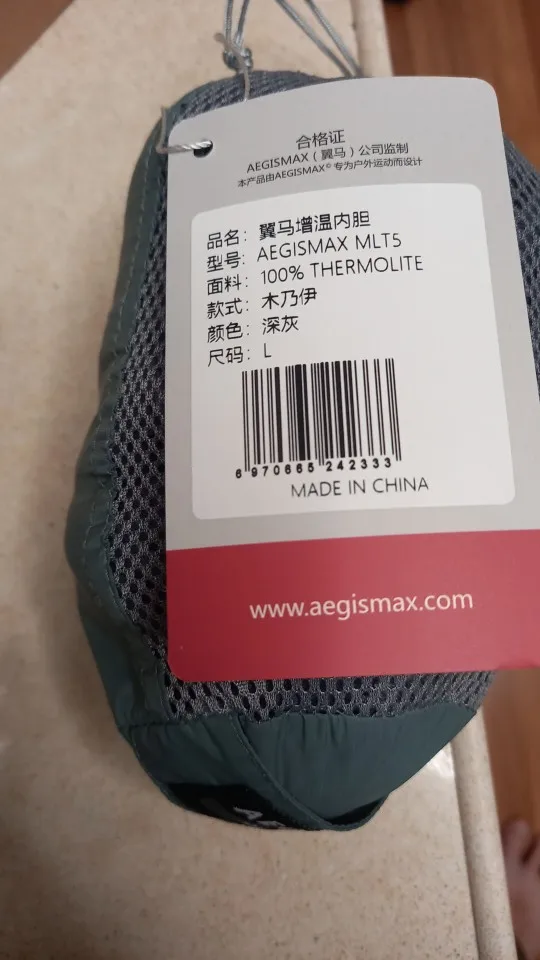 合格证
AEGISMAX（翼马）公司监制
本产品由AEGISMAX©专为户外运动而设计
品名：翼马增温内胆
型号：AEGISMAX MLT5
面料：100% THERMOLITE
款式：木乃伊
颜色：深灰
尺码：L
6 970665 242333
MADE IN CHINA
www.aegismax.com